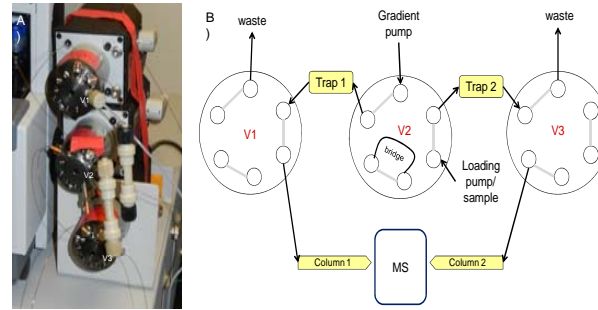 A
)
V1
V2
V3
B
)
waste
Gradient
pump
waste
Trap 1
Trap 2
V1
V2
V3
bridge
Loading
pump/
sample
Column 1
MS
Column 2